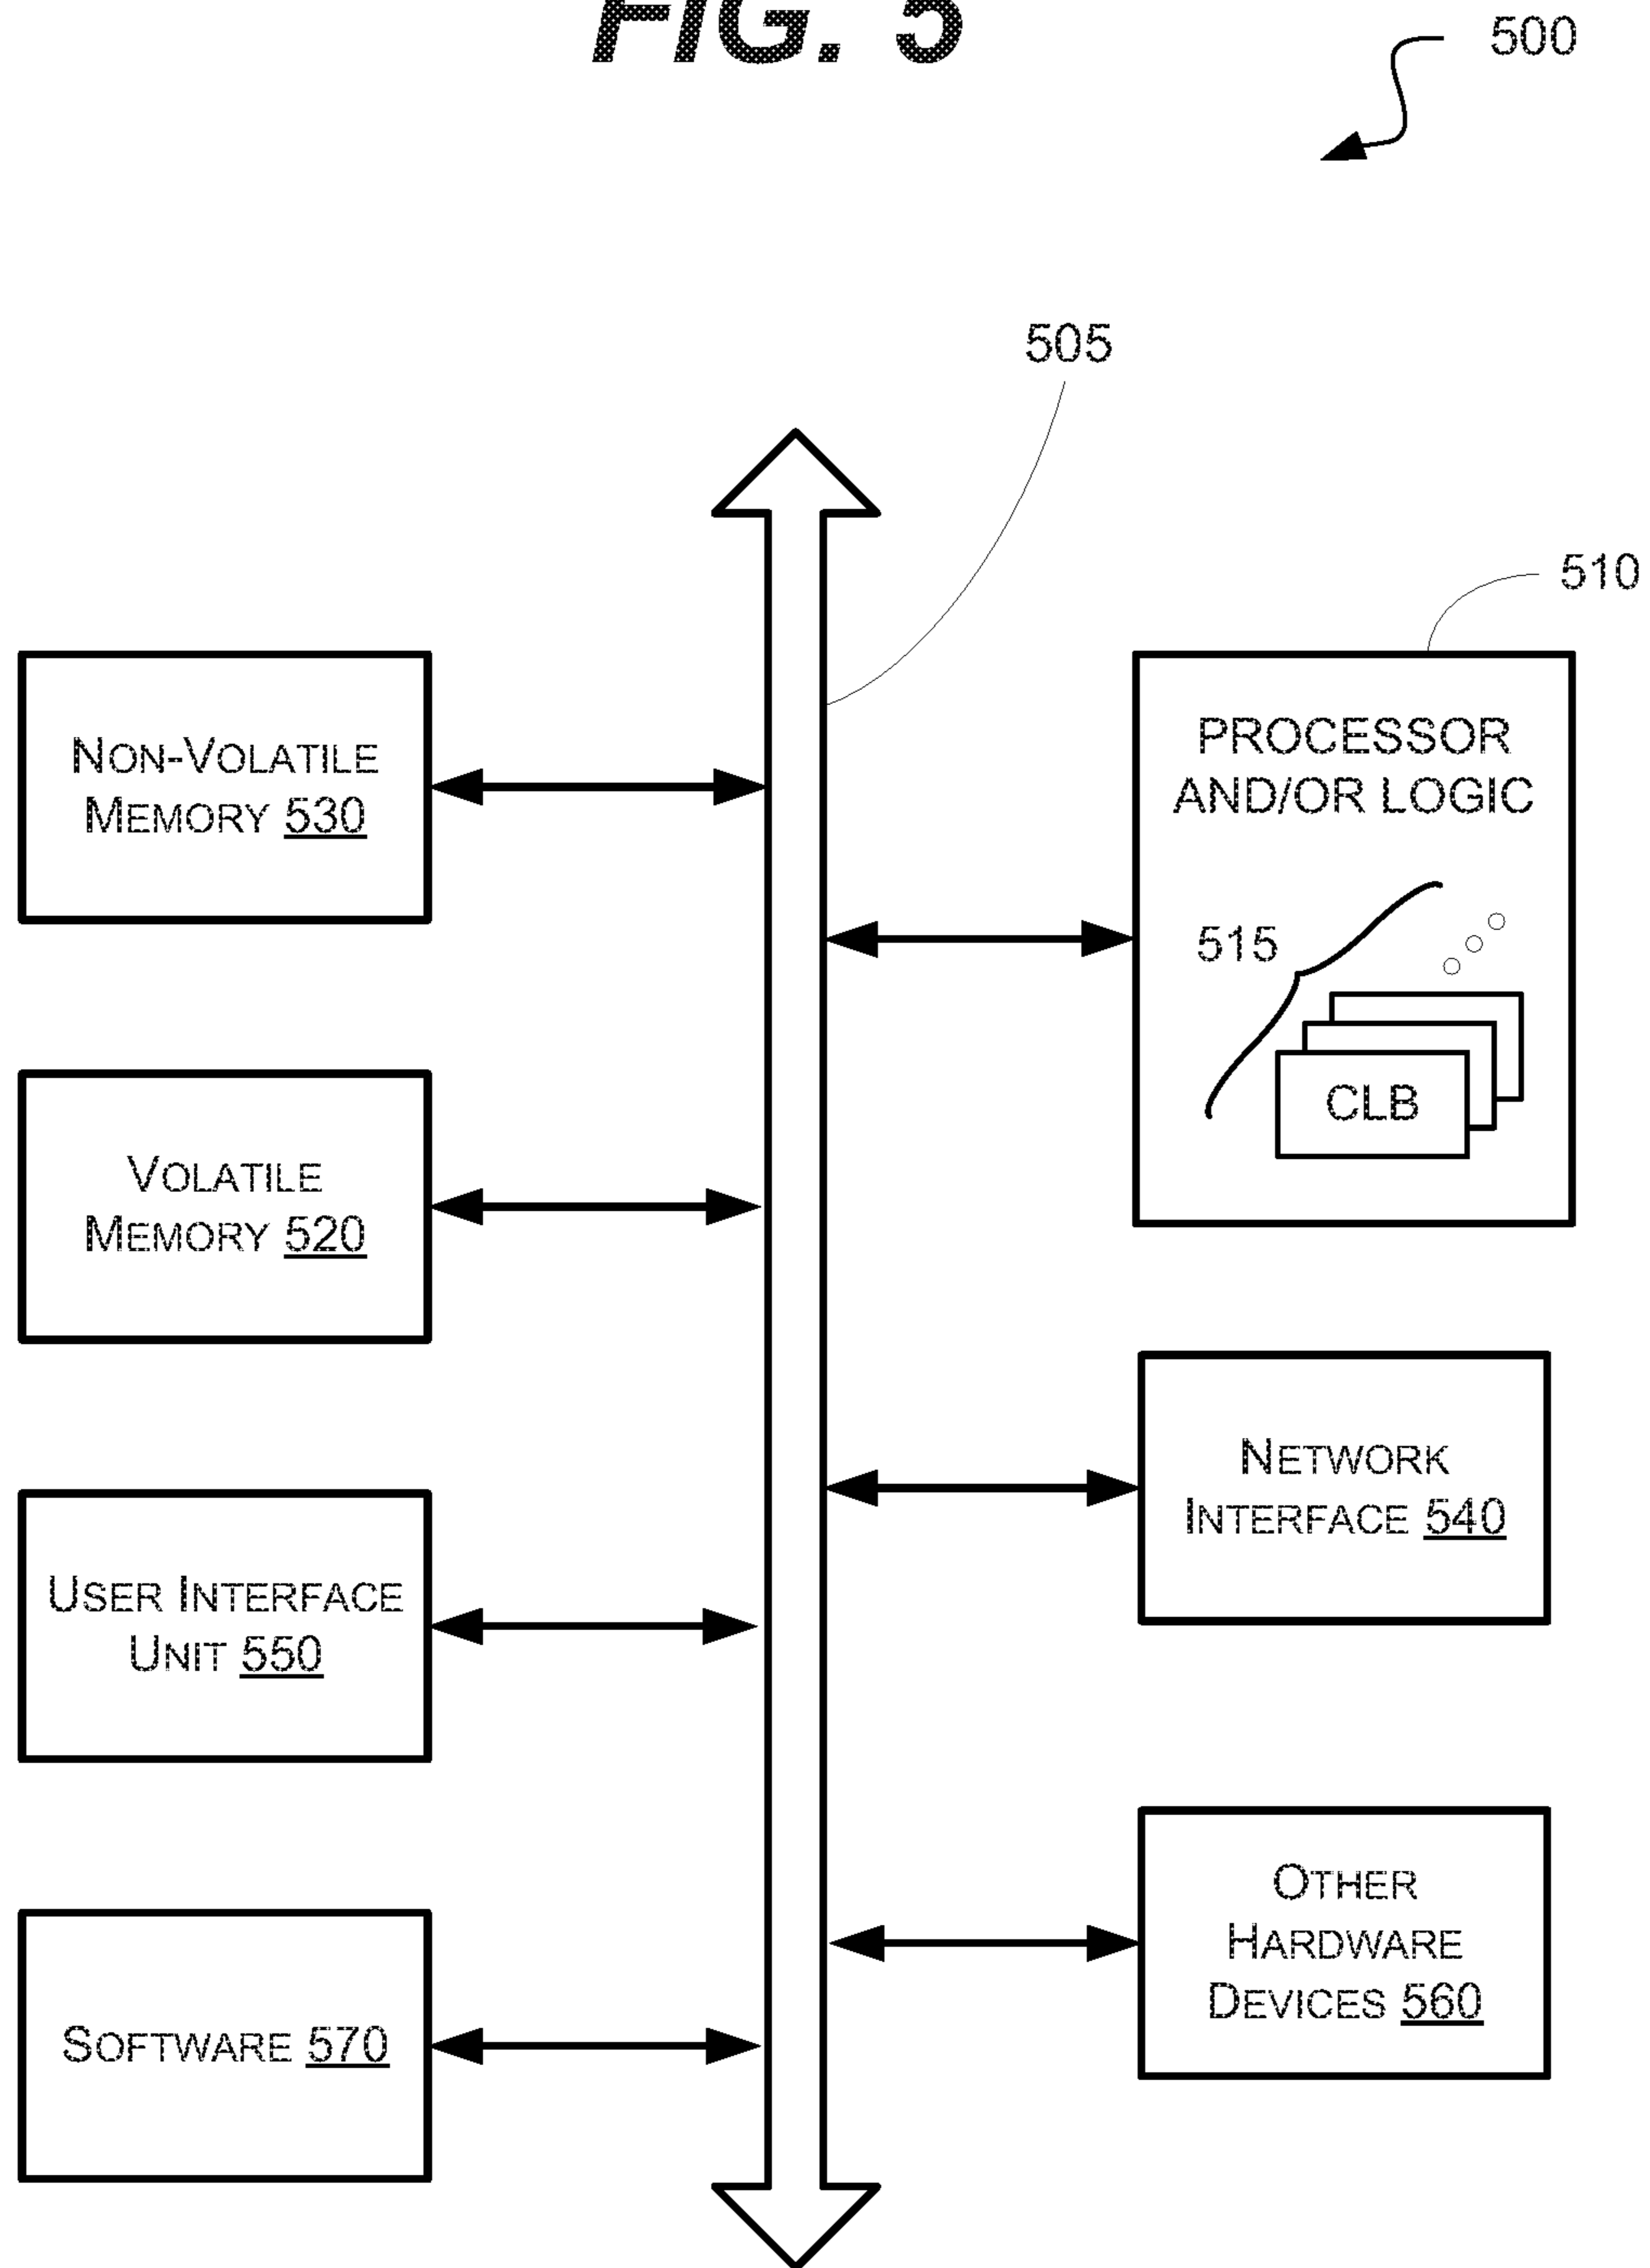 FIG. 5
500
505
510
NON-VOLATILE
MEMORY 530
PROCESSOR
AND/OR LOGIC
515
CLB
VOLATILE
MEMORY 520
NETWORK
INTERFACE 540
USER INTERFACE
UNIT 550
OTHER
HARDWARE
DEVICES 560
SOFTWARE 570